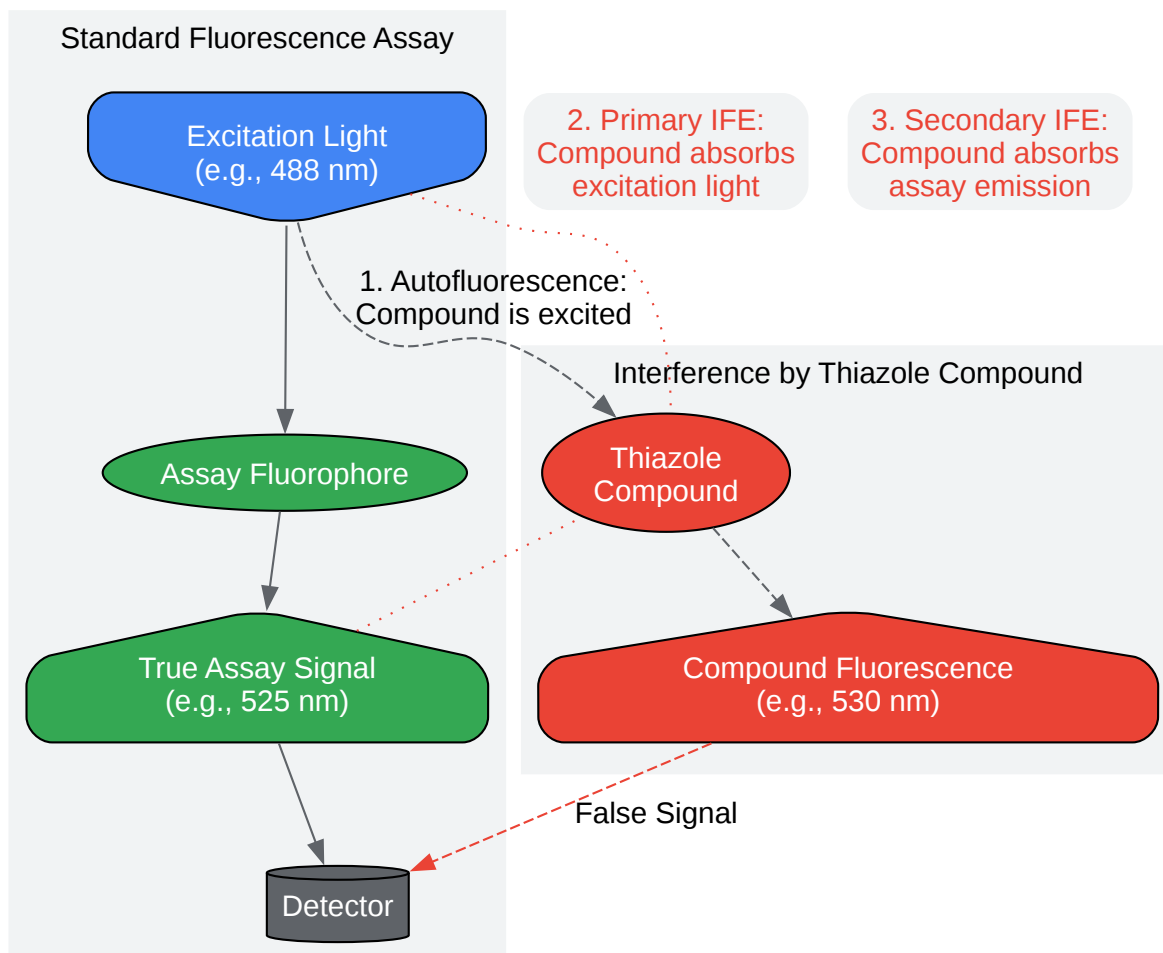 Standard Fluorescence Assay
Excitation Light
(e.g., 488 nm)
2. Primary IFE:
Compound absorbs
excitation light
3. Secondary IFE:
Compound absorbs
assay emission
1. Autofluorescence:
Compound is excited
Interference by Thiazole Compound
Assay Fluorophore
Thiazole
Compound
True Assay Signal
(e.g., 525 nm)
Compound Fluorescence
(e.g., 530 nm)
False Signal
Detector